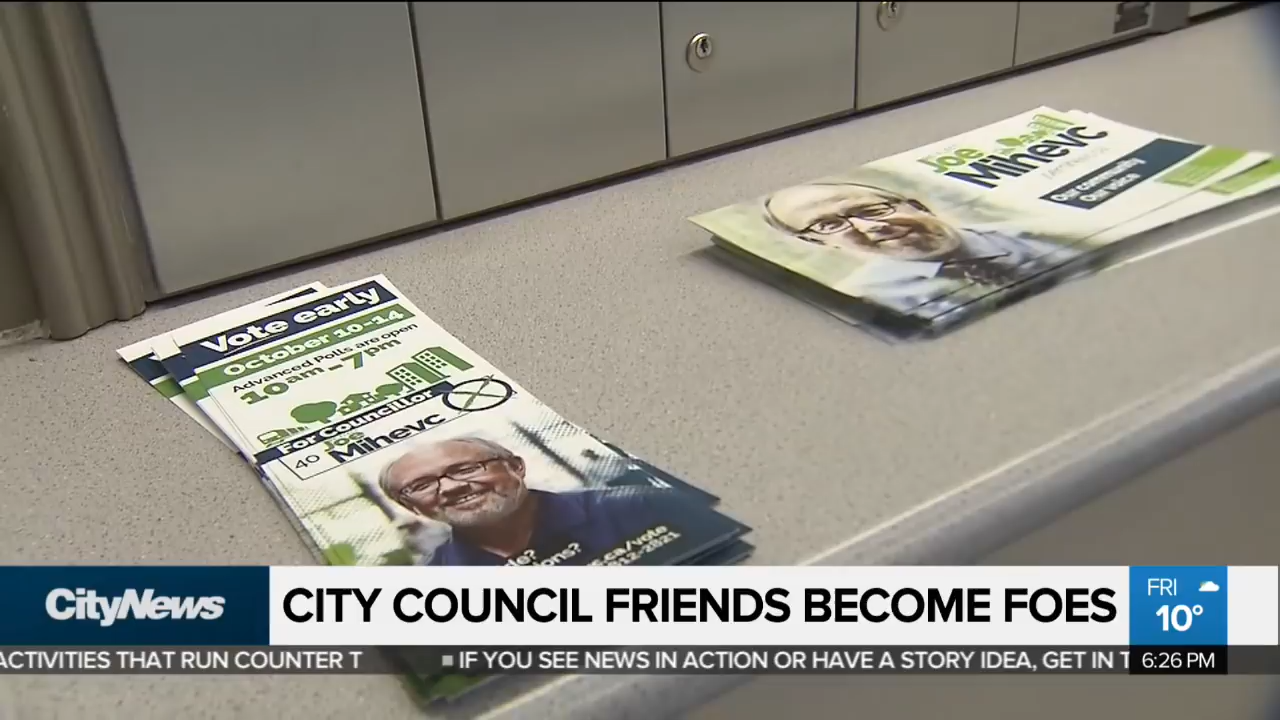 Joe
Mihevc
Our community
Our voice
Vote early
October 10-14
Advanced Polls are open
10am - 7pm
For Councillor
Joe
40 Mihevc
CityNews
CITY COUNCIL FRIENDS BECOME FOES
FRI
10°
ACTIVITIES THAT RUN COUNTER T
IF YOU SEE NEWS IN ACTION OR HAVE A STORY IDEA, GET IN T
6:26 PM